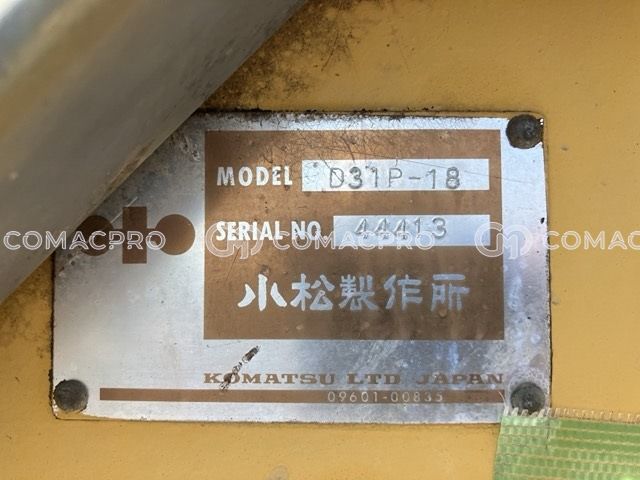 MODEL D31P-18
SERIAL NO. 44413
COMACPRO COMACPRO COMACPRO
小松製作所
KOMATSU LTD JAPAN
09601-00835